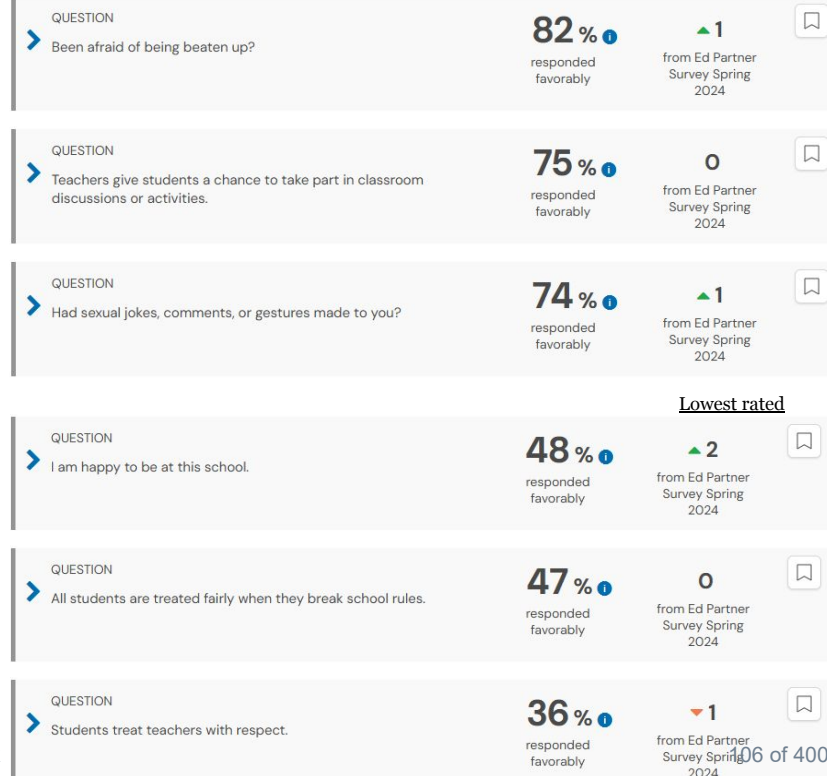 QUESTION
Been afraid of being beaten up?
82 %
responded
favorably
1
from Ed Partner
Survey Spring
2024
QUESTION
Teachers give students a chance to take part in classroom
discussions or activities.
75 %
responded
favorably
0
from Ed Partner
Survey Spring
2024
QUESTION
Had sexual jokes, comments, or gestures made to you?
74 %
responded
favorably
1
from Ed Partner
Survey Spring
2024
Lowest rated
QUESTION
I am happy to be at this school.
48 %
responded
favorably
2
from Ed Partner
Survey Spring
2024
QUESTION
All students are treated fairly when they break school rules.
47 %
responded
favorably
0
from Ed Partner
Survey Spring
2024
QUESTION
Students treat teachers with respect.
36 %
responded
favorably
1
from Ed Partner
Survey Spring
2024
106 of 400